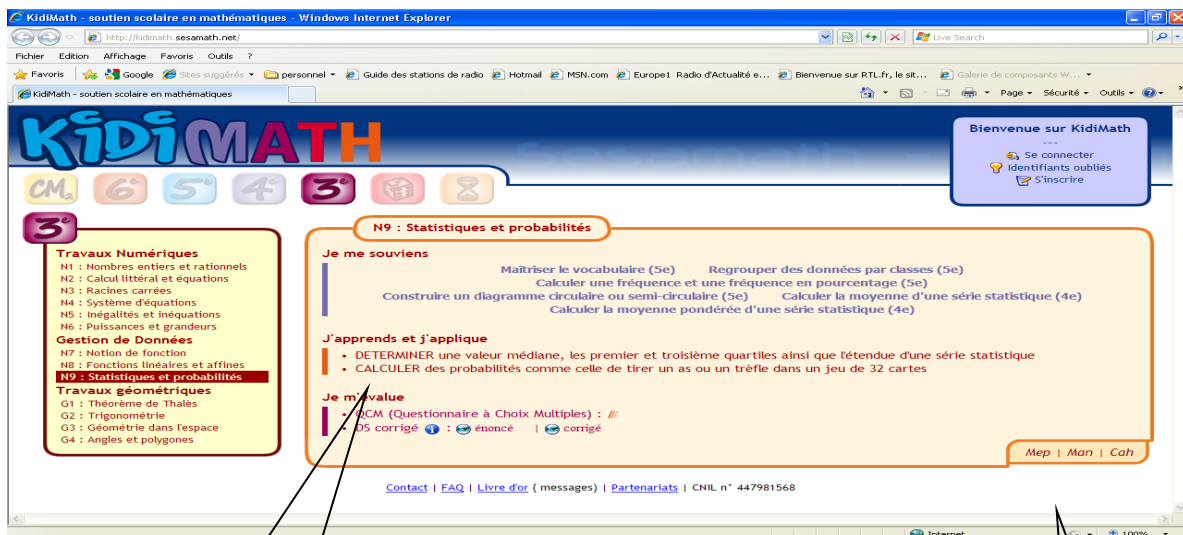 KidiMath - soutien scolaire en mathématiques - Windows Internet Explorer
http://kidimath.sesamath.net/
Live Search
Fichier Edition Affichage Favoris Outils ?
Favoris Google Sites suggérés personnel Guide des stations de radio Hotmail MSN.com Europe1 Radio d'Actualité e... Bienvenue sur RTL.fr, le sit... Galerie de composants W...
KidiMath - soutien scolaire en mathématiques
Page Sécurité Outils
KiDiMATH
Sesamath
Bienvenue sur KidiMath
---
Se connecter
Identifiants oubliés
S'inscrire
CM2 6e 5e 4e 3e
3e
Travaux Numériques
N1 : Nombres entiers et rationnels
N2 : Calcul littéral et équations
N3 : Racines carrées
N4 : Système d'équations
N5 : Inégalités et inéquations
N6 : Puissances et grandeurs
Gestion de Données
N7 : Notion de fonction
N8 : Fonctions linéaires et affines
N9 : Statistiques et probabilités
Travaux géométriques
G1 : Théorème de Thalès
G2 : Trigonométrie
G3 : Géométrie dans l'espace
G4 : Angles et polygones
N9 : Statistiques et probabilités
Je me souviens
Maîtriser le vocabulaire (5e) Regrouper des données par classes (5e)
Calculer une fréquence et une fréquence en pourcentage (5e)
Construire un diagramme circulaire ou semi-circulaire (5e) Calculer la moyenne d'une série statistique (4e)
Calculer la moyenne pondérée d'une série statistique (4e)
J'apprends et j'applique
• DETERMINER une valeur médiane, les premier et troisième quartiles ainsi que l'étendue d'une série statistique
• CALCULER des probabilités comme celle de tirer un as ou un trèfle dans un jeu de 32 cartes
Je m'évalue
• QCM (Questionnaire à Choix Multiples) :
• DS corrigé : énoncé | corrigé
Mep | Man | Cah
Contact | FAQ | Livre d'or ( messages) | Partenariats | CNIL n° 447981568
Internet 100%